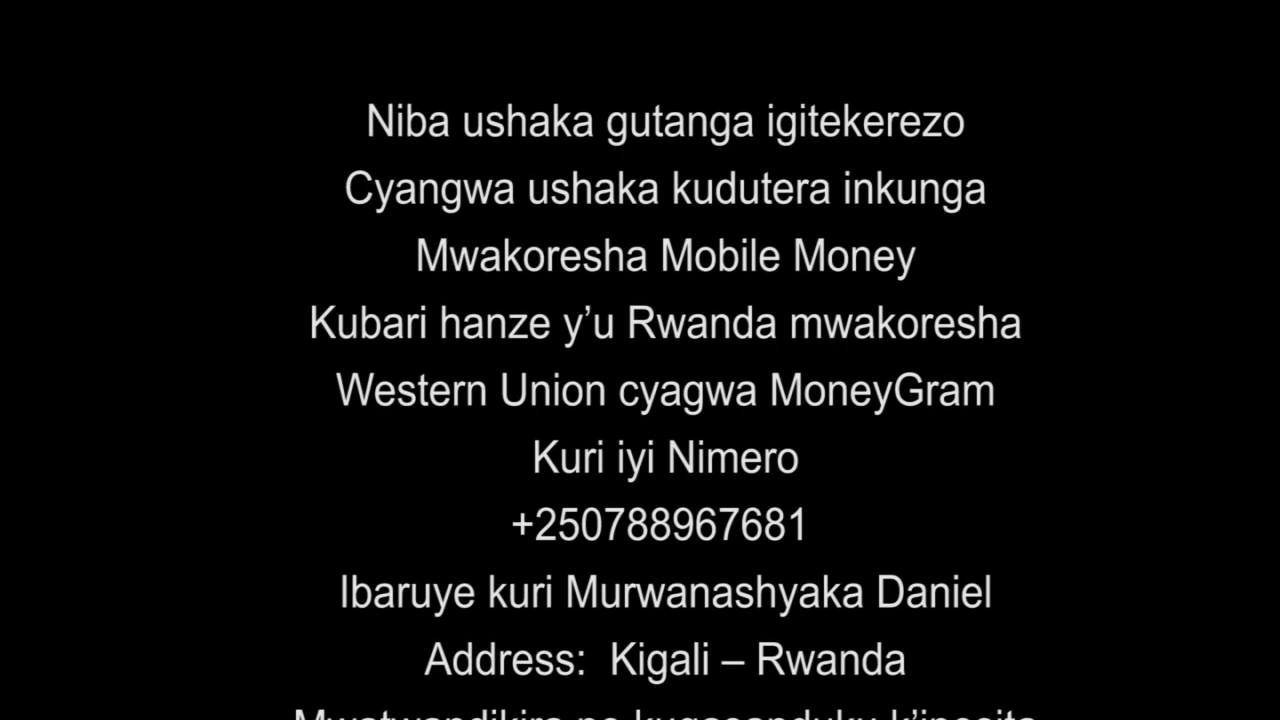 Niba ushaka gutanga igitekerezo
Cyangwa ushaka kudutera inkunga
Mwakoresha Mobile Money
Kubari hanze y’u Rwanda mwakoresha
Western Union cyagwa MoneyGram
Kuri iyi Nimero
+250788967681
Ibaruye kuri Murwanashyaka Daniel
Address:  Kigali – Rwanda